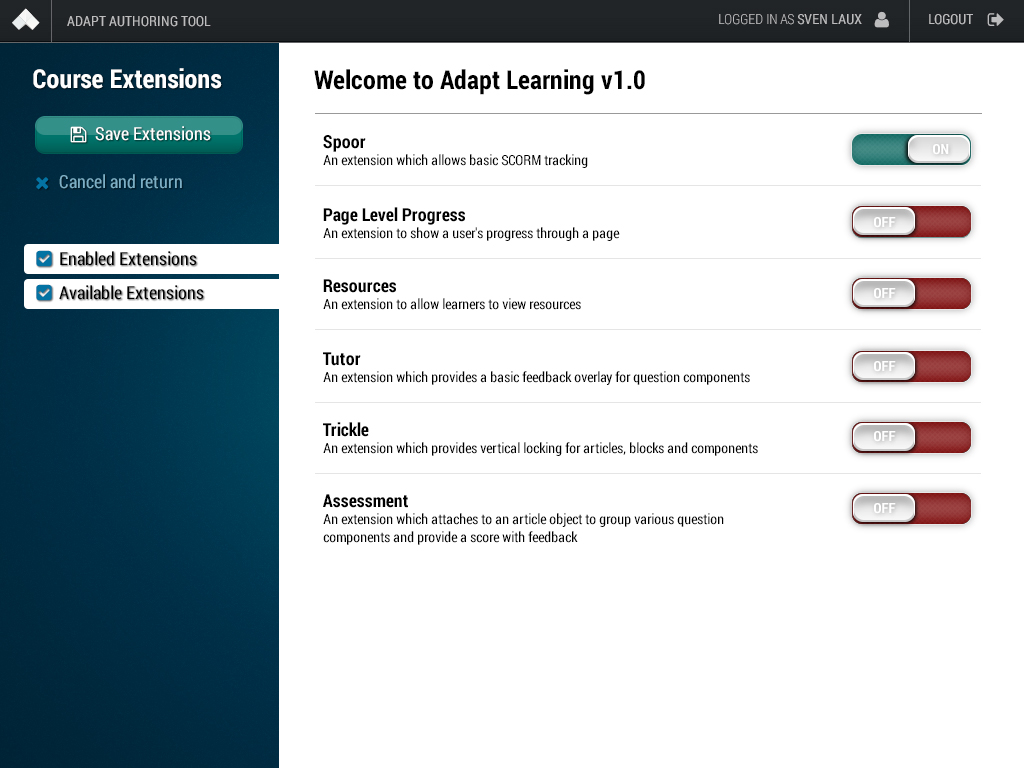 ADAPT AUTHORING TOOL
LOGGED IN AS SVEN LAUX
LOGOUT
Course Extensions
Save Extensions
Cancel and return
Enabled Extensions
Available Extensions
Welcome to Adapt Learning v1.0
Spoor
An extension which allows basic SCORM tracking
ON
Page Level Progress
An extension to show a user's progress through a page
OFF
Resources
An extension to allow learners to view resources
OFF
Tutor
An extension which provides a basic feedback overlay for question components
OFF
Trickle
An extension which provides vertical locking for articles, blocks and components
OFF
Assessment
An extension which attaches to an article object to group various question
components and provide a score with feedback
OFF